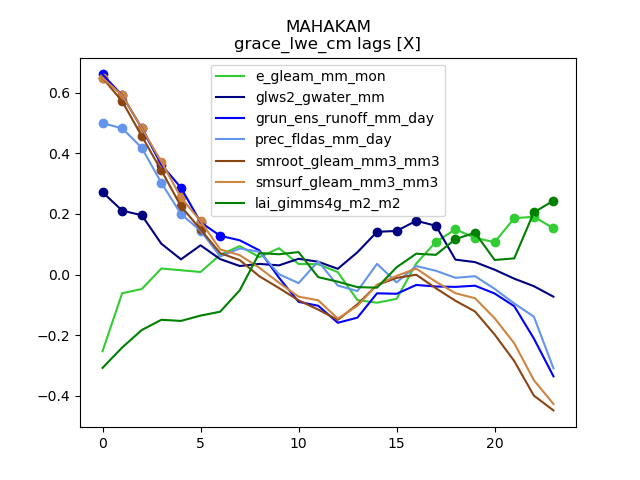 MAHAKAM
grace_lwe_cm lags [X]
e_gleam_mm_mon
glws2_gwater_mm
grun_ens_runoff_mm_day
prec_fldas_mm_day
smroot_gleam_mm3_mm3
smsurf_gleam_mm3_mm3
lai_gimms4g_m2_m2
0.6
0.4
0.2
0.0
−0.2
−0.4
0 5 10 15 20